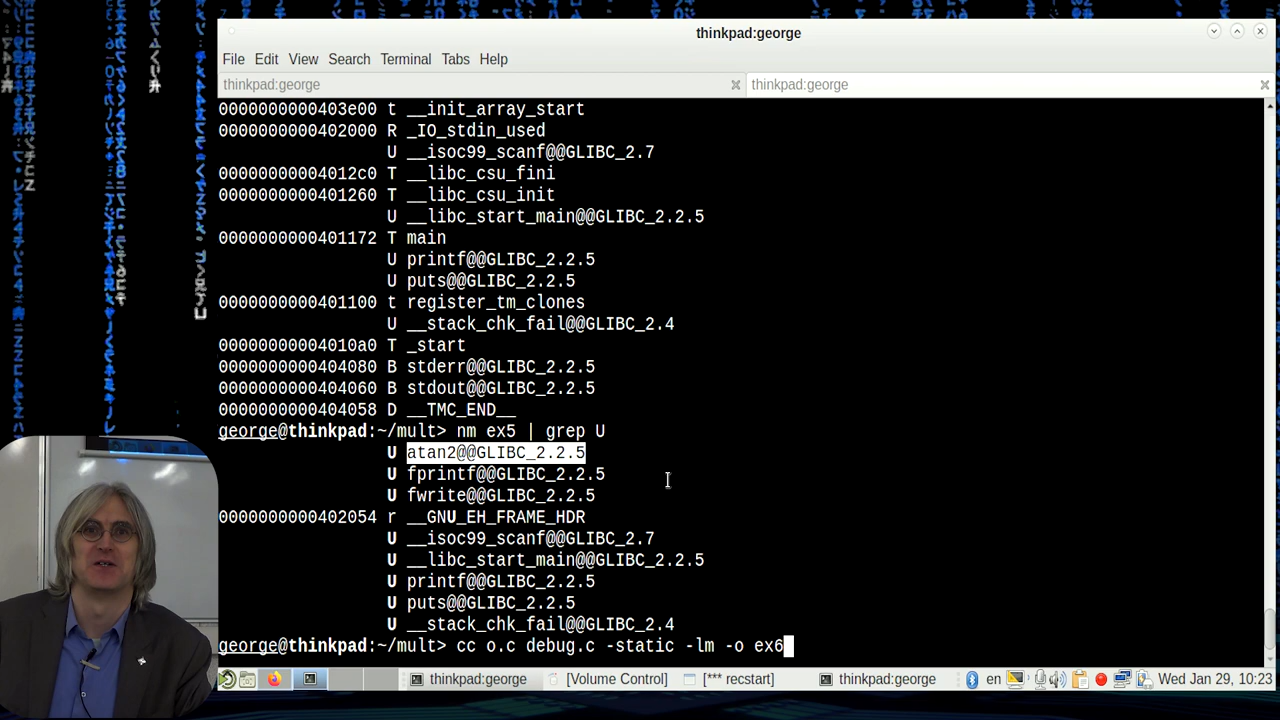 thinkpad:george
File Edit View Search Terminal Tabs Help
thinkpad:george thinkpad:george
0000000000403e00 t __init_array_start
0000000000402000 R _IO_stdin_used
U __isoc99_scanf@@GLIBC_2.7
00000000004012c0 T __libc_csu_fini
0000000000401260 T __libc_csu_init
U __libc_start_main@@GLIBC_2.2.5
0000000000401172 T main
U printf@@GLIBC_2.2.5
U puts@@GLIBC_2.2.5
0000000000401100 t register_tm_clones
U __stack_chk_fail@@GLIBC_2.4
00000000004010a0 T _start
0000000000404080 B stderr@@GLIBC_2.2.5
0000000000404060 B stdout@@GLIBC_2.2.5
0000000000404058 D __TMC_END__
george@thinkpad:~/mult> nm ex5 | grep U
U atan2@@GLIBC_2.2.5
U fprintf@@GLIBC_2.2.5
U fwrite@@GLIBC_2.2.5
0000000000402054 r __GNU_EH_FRAME_HDR
U __isoc99_scanf@@GLIBC_2.7
U __libc_start_main@@GLIBC_2.2.5
U printf@@GLIBC_2.2.5
U puts@@GLIBC_2.2.5
U __stack_chk_fail@@GLIBC_2.4
george@thinkpad:~/mult> cc o.c debug.c -static -lm -o ex6
thinkpad:george [Volume Control] [*** recstart] thinkpad:george en Wed Jan 29, 10:23